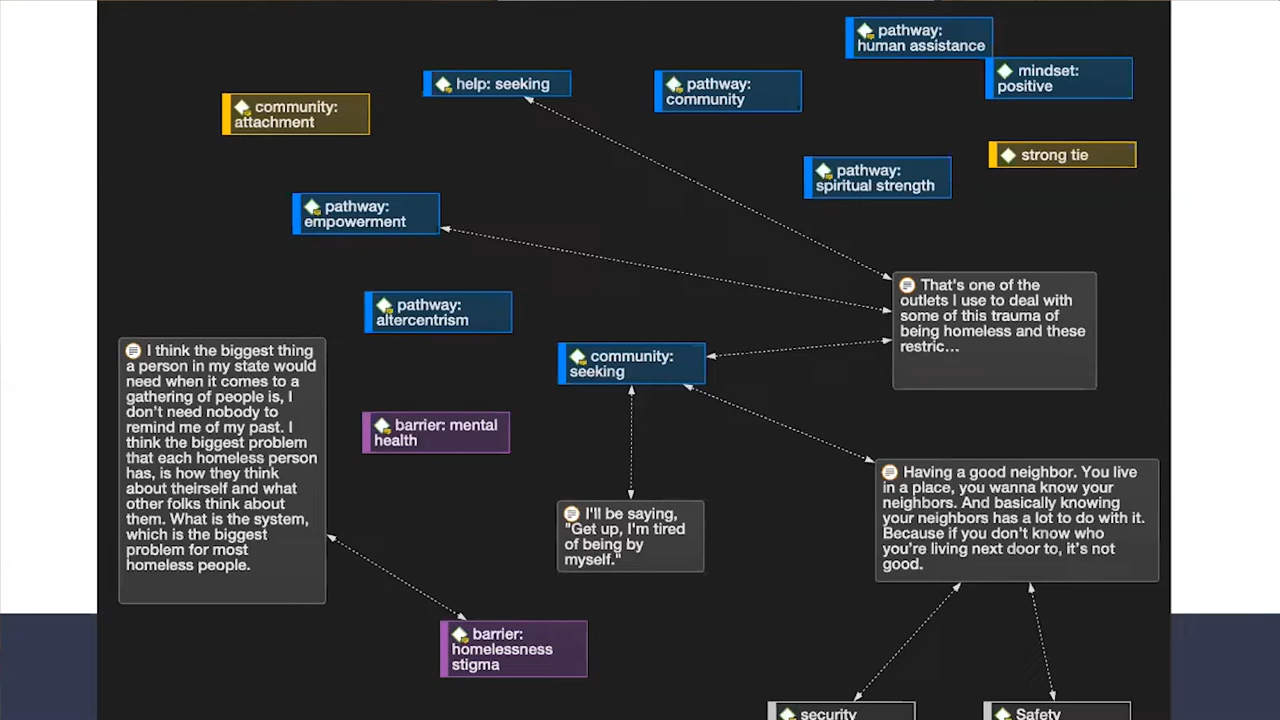 pathway:
human assistance
mindset:
positive
help: seeking
pathway:
community
community:
attachment
strong tie
pathway:
spiritual strength
pathway:
empowerment
That's one of the
outlets I use to deal with
some of this trauma of
being homeless and these
restric...
pathway:
altercentrism
I think the biggest thing
a person in my state would
need when it comes to a
gathering of people is, I
don't need nobody to
remind me of my past. I
think the biggest problem
that each homeless person
has, is how they think
about theirself and what
other folks think about
them. What is the system,
which is the biggest
problem for most
homeless people.
community:
seeking
barrier: mental
health
Having a good neighbor. You live
in a place, you wanna know your
neighbors. And basically knowing
your neighbors has a lot to do with it.
Because if you don't know who
you're living next door to, it's not
good.
I'll be saying,
"Get up, I'm tired
of being by
myself."
barrier:
homelessness
stigma
security
Safety